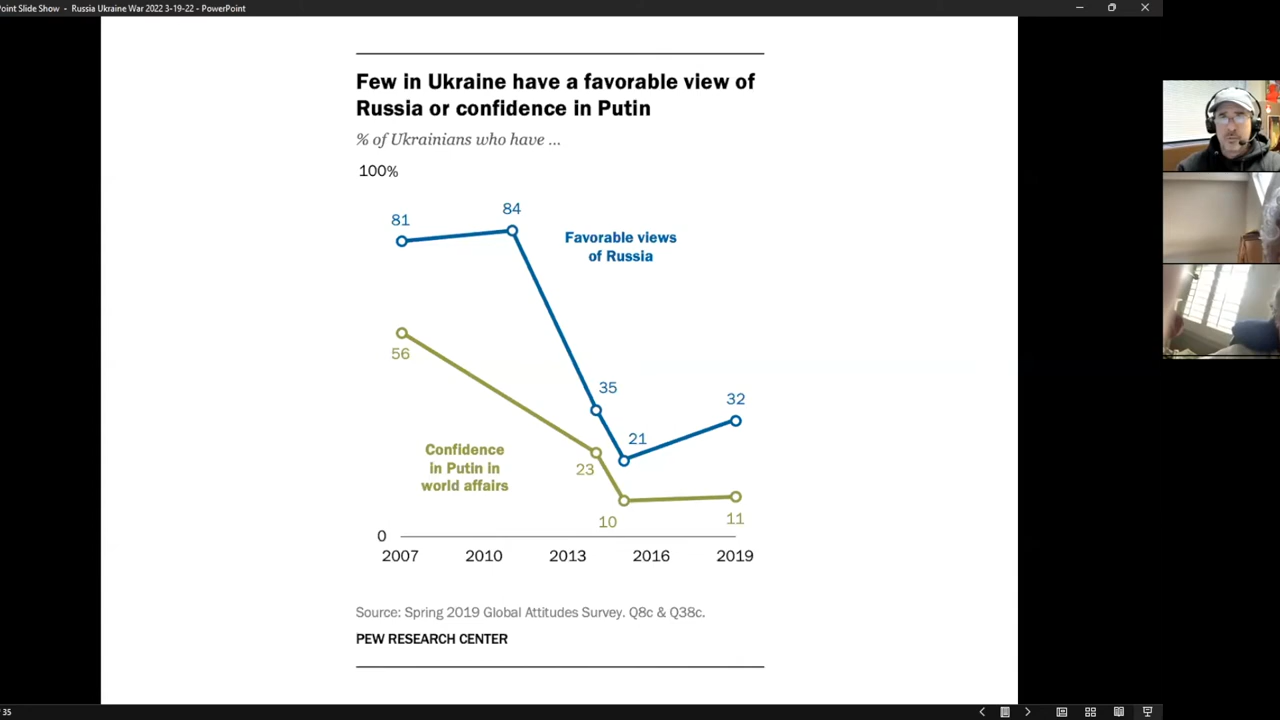 Point Slide Show - Russia Ukraine War 2022 3-19-22 - PowerPoint
Few in Ukraine have a favorable view of
Russia or confidence in Putin
% of Ukrainians who have ...
100%
81
84
Favorable views
of Russia
56
35
32
21
Confidence
in Putin in
world affairs
23
10
11
0
2007 2010 2013 2016 2019
Source: Spring 2019 Global Attitudes Survey. Q8c & Q38c.
PEW RESEARCH CENTER
35